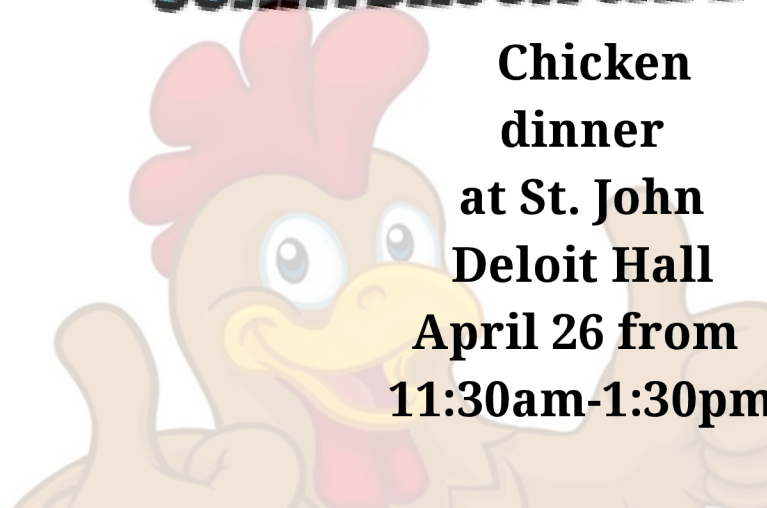 Chicken
dinner
at St. John
Deloit Hall
April 26 from
11:30am-1:30pm